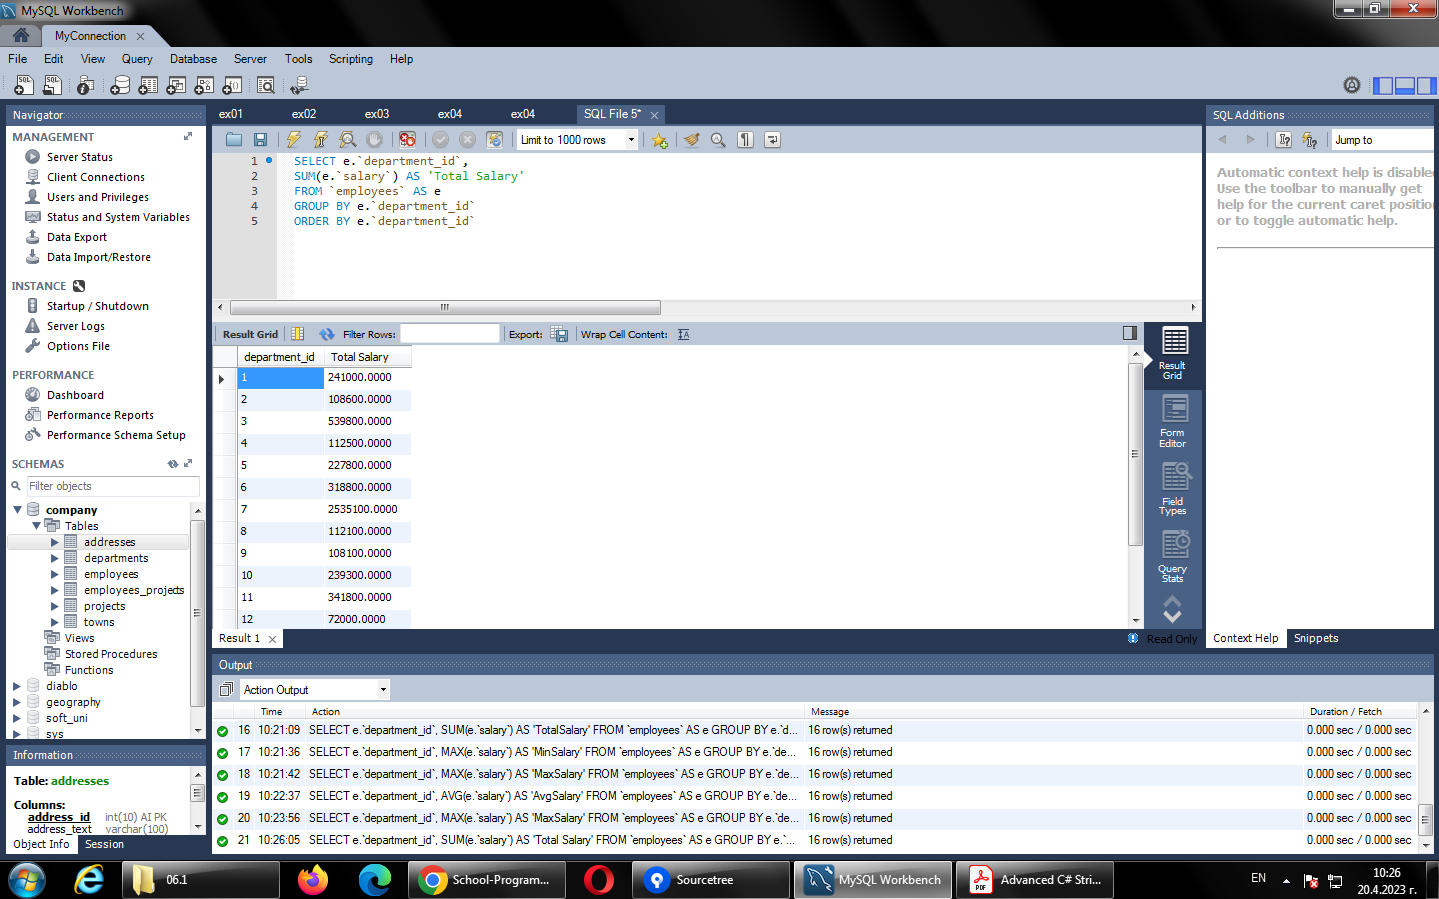 MySQL Workbench
MyConnection
File Edit View Query Database Server Tools Scripting Help
Navigator
MANAGEMENT
Server Status
Client Connections
Users and Privileges
Status and System Variables
Data Export
Data Import/Restore
INSTANCE
Startup / Shutdown
Server Logs
Options File
PERFORMANCE
Dashboard
Performance Reports
Performance Schema Setup
SCHEMAS
Filter objects
company
Tables
addresses
departments
employees
employees_projects
projects
towns
Views
Stored Procedures
Functions
diablo
geography
soft_uni
sys
Information
Table: addresses
Columns:
address_id int(10) AI PK
address_text varchar(100)
Object Info Session
ex01 ex02 ex03 ex04 ex04 SQL File 5*
Limit to 1000 rows
1 SELECT e.`department_id`,
2 SUM(e.`salary`) AS 'Total Salary'
3 FROM `employees` AS e
4 GROUP BY e.`department_id`
5 ORDER BY e.`department_id`
Result Grid Filter Rows: Export: Wrap Cell Content:
department_id Total Salary
1 241000.0000
2 108600.0000
3 539800.0000
4 112500.0000
5 227800.0000
6 318800.0000
7 2535100.0000
8 112100.0000
9 108100.0000
10 239300.0000
11 341800.0000
12 72000.0000
Result Grid
Form Editor
Field Types
Query Stats
Result 1
Read Only
SQL Additions
Jump to
Automatic context help is disabled
Use the toolbar to manually get
help for the current caret position
or to toggle automatic help.
Context Help Snippets
Output
Action Output
Time Action Message Duration / Fetch
16 10:21:09 SELECT e.`department_id`, SUM(e.`salary`) AS 'TotalSalary' FROM `employees` AS e GROUP BY e.`d... 16 row(s) returned 0.000 sec / 0.000 sec
17 10:21:36 SELECT e.`department_id`, MAX(e.`salary`) AS 'MinSalary' FROM `employees` AS e GROUP BY e.`de... 16 row(s) returned 0.000 sec / 0.000 sec
18 10:21:42 SELECT e.`department_id`, MAX(e.`salary`) AS 'MaxSalary' FROM `employees` AS e GROUP BY e.`de... 16 row(s) returned 0.000 sec / 0.000 sec
19 10:22:37 SELECT e.`department_id`, AVG(e.`salary`) AS 'AvgSalary' FROM `employees` AS e GROUP BY e.`de... 16 row(s) returned 0.000 sec / 0.000 sec
20 10:23:56 SELECT e.`department_id`, MAX(e.`salary`) AS 'MaxSalary' FROM `employees` AS e GROUP BY e.`de... 16 row(s) returned 0.000 sec / 0.000 sec
21 10:26:05 SELECT e.`department_id`, SUM(e.`salary`) AS 'Total Salary' FROM `employees` AS e GROUP BY e.`... 16 row(s) returned 0.000 sec / 0.000 sec
06.1 School-Program... Sourcetree MySQL Workbench Advanced C# Stri... EN 10:26
20.4.2023 г.